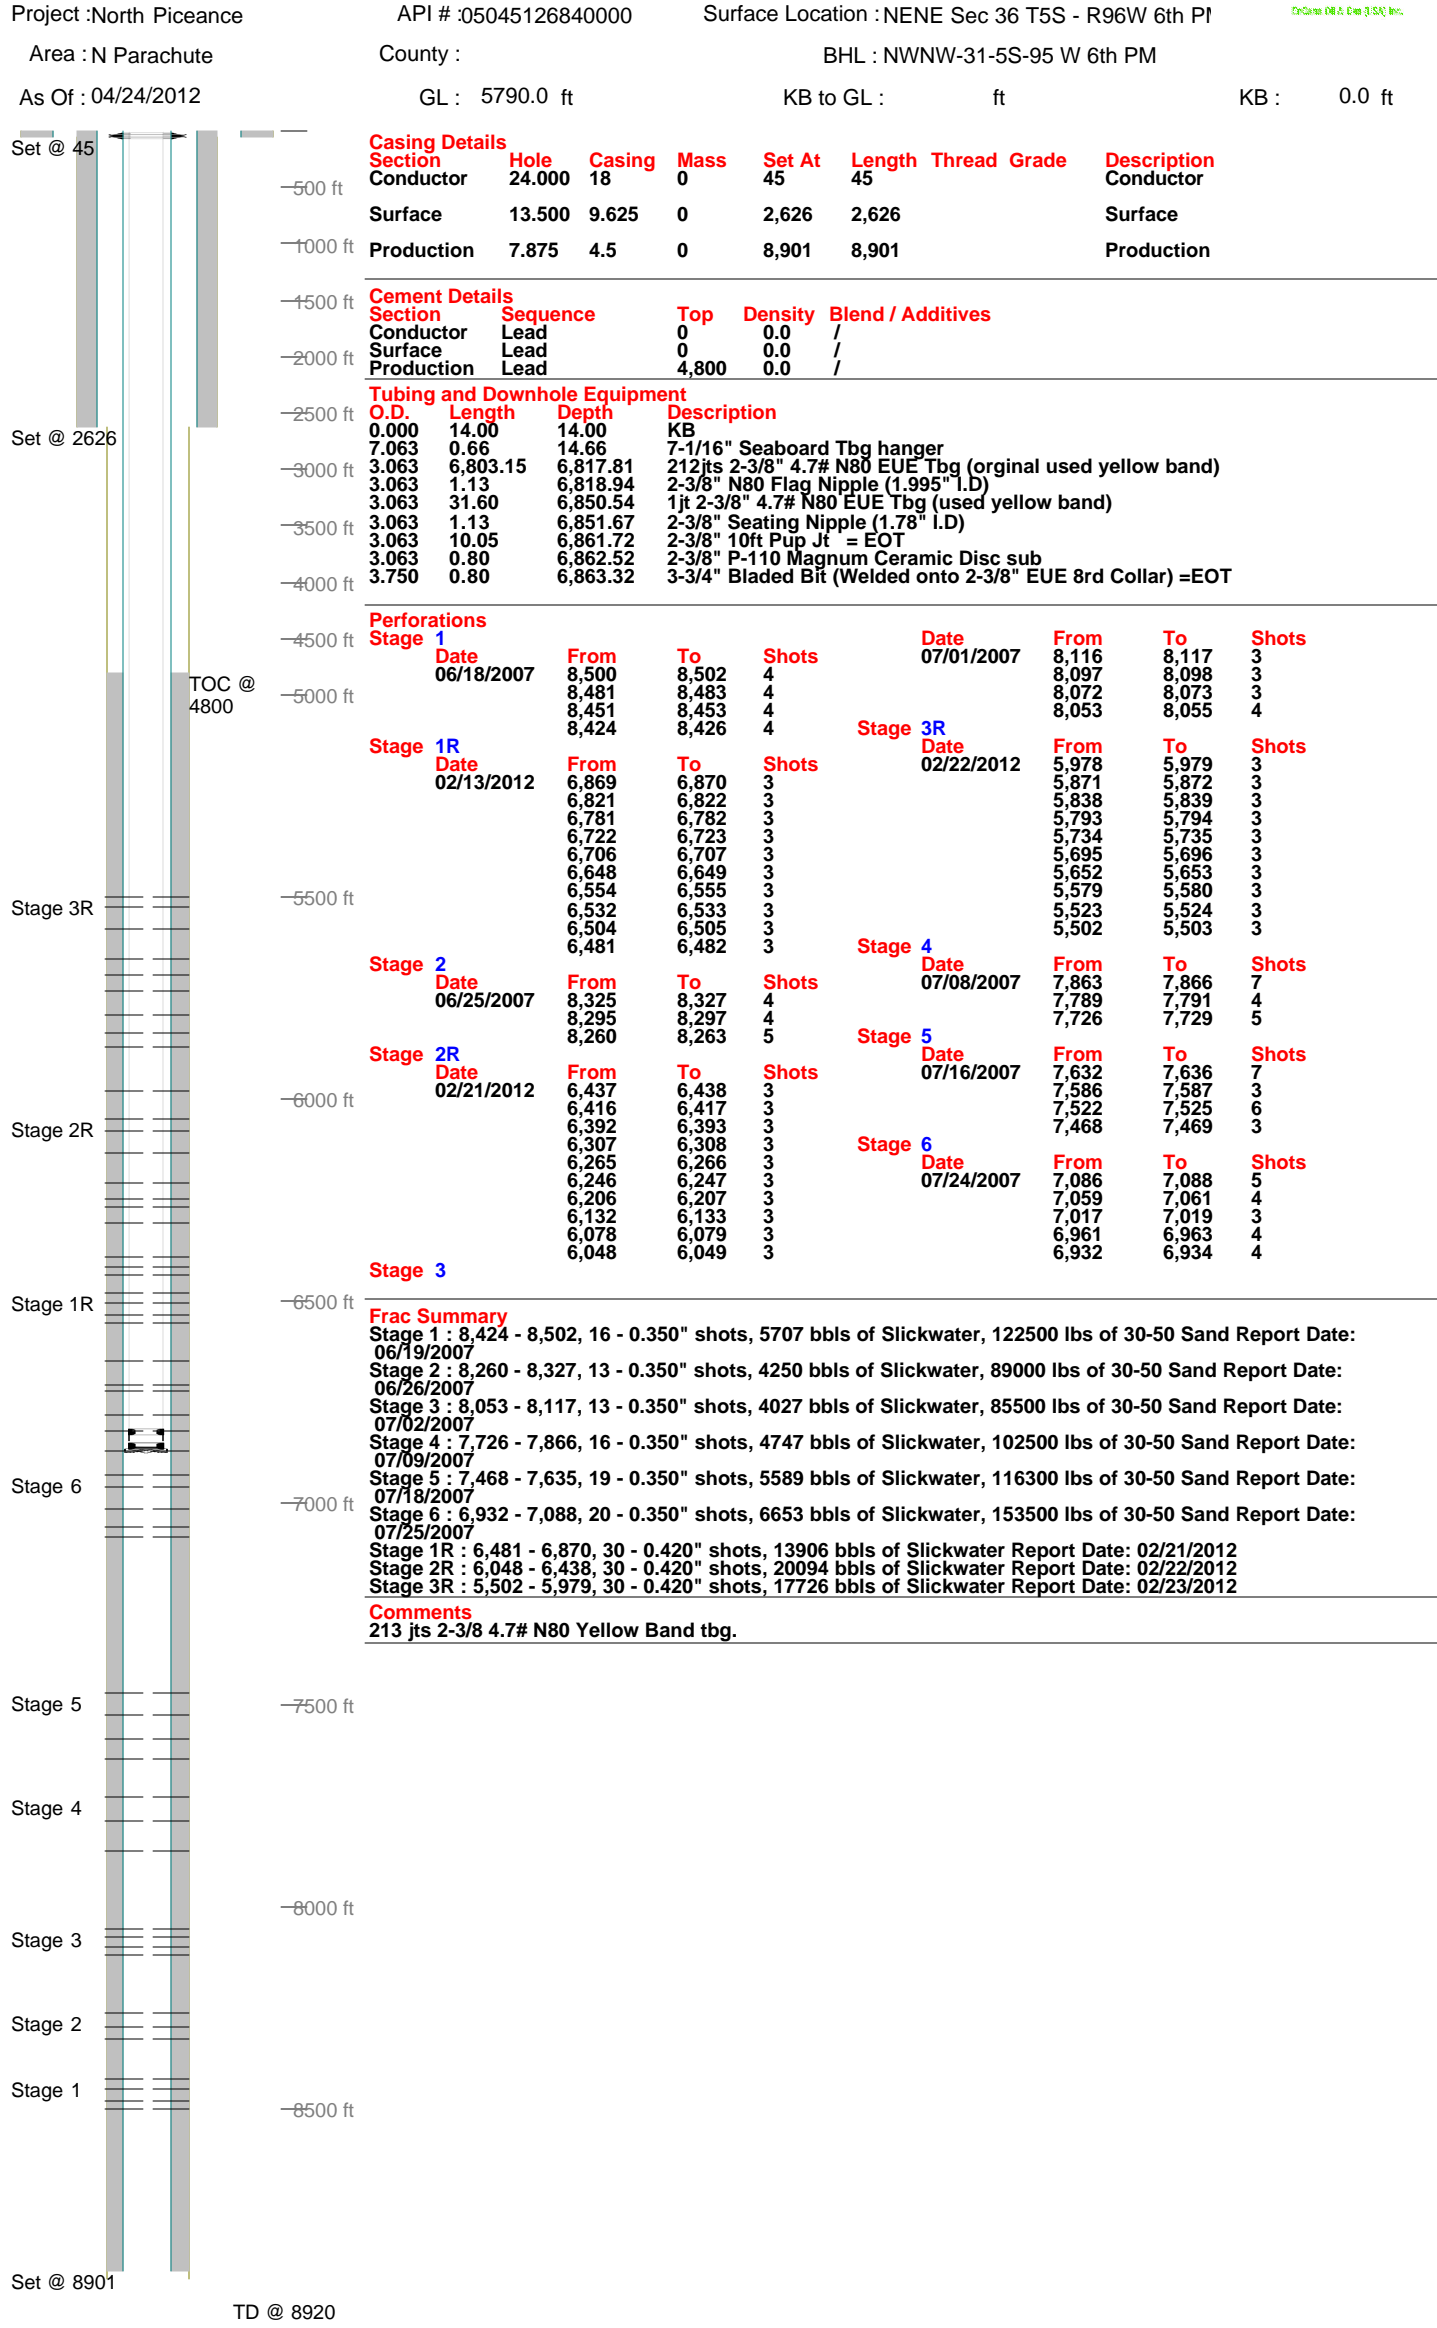 Project : North Piceance API # : 05045126840000 Surface Location : NENE Sec 36 T5S - R96W 6th PM
Area : N Parachute County : BHL : NWNW-31-5S-95 W 6th PM
As Of : 04/24/2012 GL : 5790.0 ft KB to GL : ft KB : 0.0 ft
Set @ 45
500 ft
1000 ft
1500 ft
2000 ft
2500 ft
Set @ 2626
3000 ft
3500 ft
4000 ft
4500 ft
TOC @
4800
5000 ft
Stage 3R
5500 ft
6000 ft
Stage 2R
Stage 1R
6500 ft
Stage 6
7000 ft
Stage 5
7500 ft
Stage 4
8000 ft
Stage 3
Stage 2
Stage 1
8500 ft
Set @ 8901
TD @ 8920
Casing Details
Section Hole Casing Mass Set At Length Thread Grade Description
Conductor 24.000 18 0 45 45 Conductor
Surface 13.500 9.625 0 2,626 2,626 Surface
Production 7.875 4.5 0 8,901 8,901 Production
Cement Details
Section Sequence Top Density Blend / Additives
Conductor Lead 0 0.0 /
Surface Lead 0 0.0 /
Production Lead 4,800 0.0 /
Tubing and Downhole Equipment
O.D. Length Depth Description
0.000 14.00 14.00 KB
7.063 0.66 14.66 7-1/16" Seaboard Tbg hanger
3.063 6,803.15 6,817.81 212jts 2-3/8" 4.7# N80 EUE Tbg (orginal used yellow band)
3.063 1.13 6,818.94 2-3/8" N80 Flag Nipple (1.995" I.D)
3.063 31.60 6,850.54 1jt 2-3/8" 4.7# N80 EUE Tbg (used yellow band)
3.063 1.13 6,851.67 2-3/8" Seating Nipple (1.78" I.D)
3.063 10.05 6,861.72 2-3/8" 10ft Pup Jt = EOT
3.063 0.80 6,862.52 2-3/8" P-110 Magnum Ceramic Disc sub
3.750 0.80 6,863.32 3-3/4" Bladed Bit (Welded onto 2-3/8" EUE 8rd Collar) =EOT
Perforations
Stage 1
Date From To Shots
06/18/2007 8,500 8,502 4
8,481 8,483 4
8,451 8,453 4
8,424 8,426 4
Stage 1R
Date From To Shots
02/13/2012 6,869 6,870 3
6,821 6,822 3
6,781 6,782 3
6,722 6,723 3
6,706 6,707 3
6,648 6,649 3
6,554 6,555 3
6,532 6,533 3
6,504 6,505 3
6,481 6,482 3
Stage 2
Date From To Shots
06/25/2007 8,325 8,327 4
8,295 8,297 4
8,260 8,263 5
Stage 2R
Date From To Shots
02/21/2012 6,437 6,438 3
6,416 6,417 3
6,392 6,393 3
6,307 6,308 3
6,265 6,266 3
6,246 6,247 3
6,206 6,207 3
6,132 6,133 3
6,078 6,079 3
6,048 6,049 3
Stage 3
Date From To Shots
07/01/2007 8,116 8,117 3
8,097 8,098 3
8,072 8,073 3
8,053 8,055 4
Stage 3R
Date From To Shots
02/22/2012 5,978 5,979 3
5,871 5,872 3
5,838 5,839 3
5,793 5,794 3
5,734 5,735 3
5,695 5,696 3
5,652 5,653 3
5,579 5,580 3
5,523 5,524 3
5,502 5,503 3
Stage 4
Date From To Shots
07/08/2007 7,863 7,866 7
7,789 7,791 4
7,726 7,729 5
Stage 5
Date From To Shots
07/16/2007 7,632 7,636 7
7,586 7,587 3
7,522 7,525 6
7,468 7,469 3
Stage 6
Date From To Shots
07/24/2007 7,086 7,088 5
7,059 7,061 4
7,017 7,019 3
6,961 6,963 4
6,932 6,934 4
Frac Summary
Stage 1 : 8,424 - 8,502, 16 - 0.350" shots, 5707 bbls of Slickwater, 122500 lbs of 30-50 Sand Report Date:
06/19/2007
Stage 2 : 8,260 - 8,327, 13 - 0.350" shots, 4250 bbls of Slickwater, 89000 lbs of 30-50 Sand Report Date:
06/26/2007
Stage 3 : 8,053 - 8,117, 13 - 0.350" shots, 4027 bbls of Slickwater, 85500 lbs of 30-50 Sand Report Date:
07/02/2007
Stage 4 : 7,726 - 7,866, 16 - 0.350" shots, 4747 bbls of Slickwater, 102500 lbs of 30-50 Sand Report Date:
07/09/2007
Stage 5 : 7,468 - 7,635, 19 - 0.350" shots, 5589 bbls of Slickwater, 116300 lbs of 30-50 Sand Report Date:
07/18/2007
Stage 6 : 6,932 - 7,088, 20 - 0.350" shots, 6653 bbls of Slickwater, 153500 lbs of 30-50 Sand Report Date:
07/25/2007
Stage 1R : 6,481 - 6,870, 30 - 0.420" shots, 13906 bbls of Slickwater Report Date: 02/21/2012
Stage 2R : 6,048 - 6,438, 30 - 0.420" shots, 20094 bbls of Slickwater Report Date: 02/22/2012
Stage 3R : 5,502 - 5,979, 30 - 0.420" shots, 17726 bbls of Slickwater Report Date: 02/23/2012
Comments
213 jts 2-3/8 4.7# N80 Yellow Band tbg.